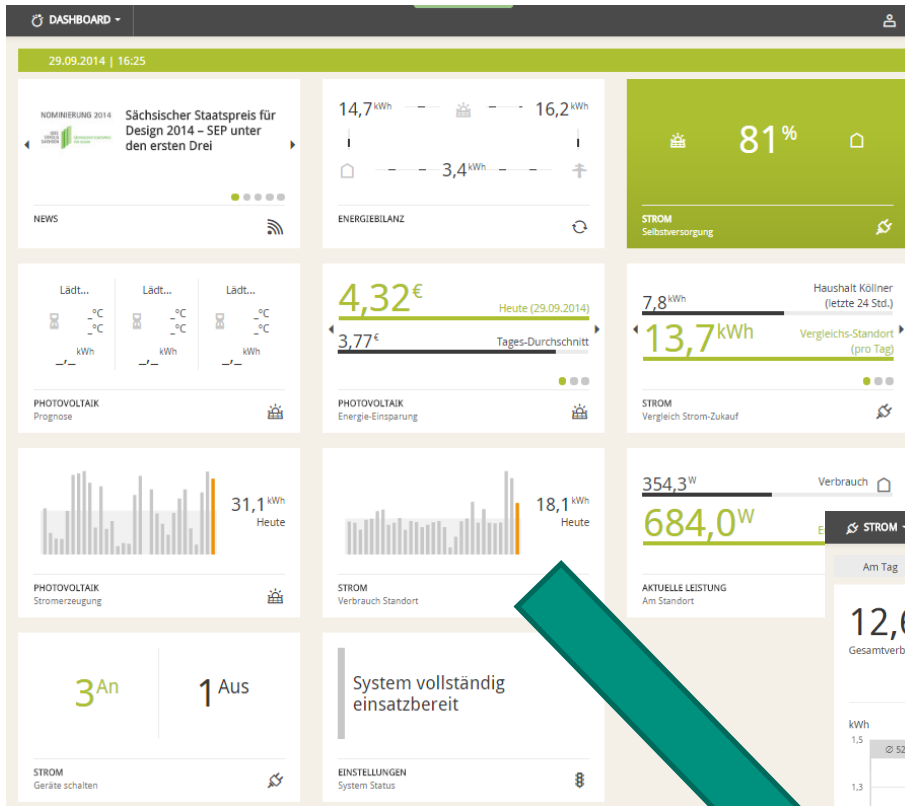 DASHBOARD
29.09.2014 | 16:25
NOMINIERUNG 2014
Sächsischer Staatspreis für
Design 2014 – SEP unter
den ersten Drei
NEWS
14,7 kWh
16,2 kWh
3,4 kWh
ENERGIEBILANZ
81%
STROM
Selbstversorgung
Lädt... Lädt... Lädt...
_°C _°C _°C
_°C _°C _°C
_,_ kWh _,_ kWh _,_ kWh
PHOTOVOLTAIK
Prognose
4,32€
Heute (29.09.2014)
3,77€
Tages-Durchschnitt
PHOTOVOLTAIK
Energie-Einsparung
7,8 kWh
Haushalt Köllner
(letzte 24 Std.)
13,7 kWh
Vergleichs-Standort
(pro Tag)
STROM
Vergleich Strom-Zukauf
31,1 kWh
Heute
PHOTOVOLTAIK
Stromerzeugung
18,1 kWh
Heute
STROM
Verbrauch Standort
354,3 W
Verbrauch
684,0 W
E
AKTUELLE LEISTUNG
Am Standort
3 An
1 Aus
STROM
Geräte schalten
System vollständig
einsatzbereit
EINSTELLUNGEN
System Status
STROM
Am Tag
12,6
Gesamtverb
kWh
1,5
Ø 52
1,3